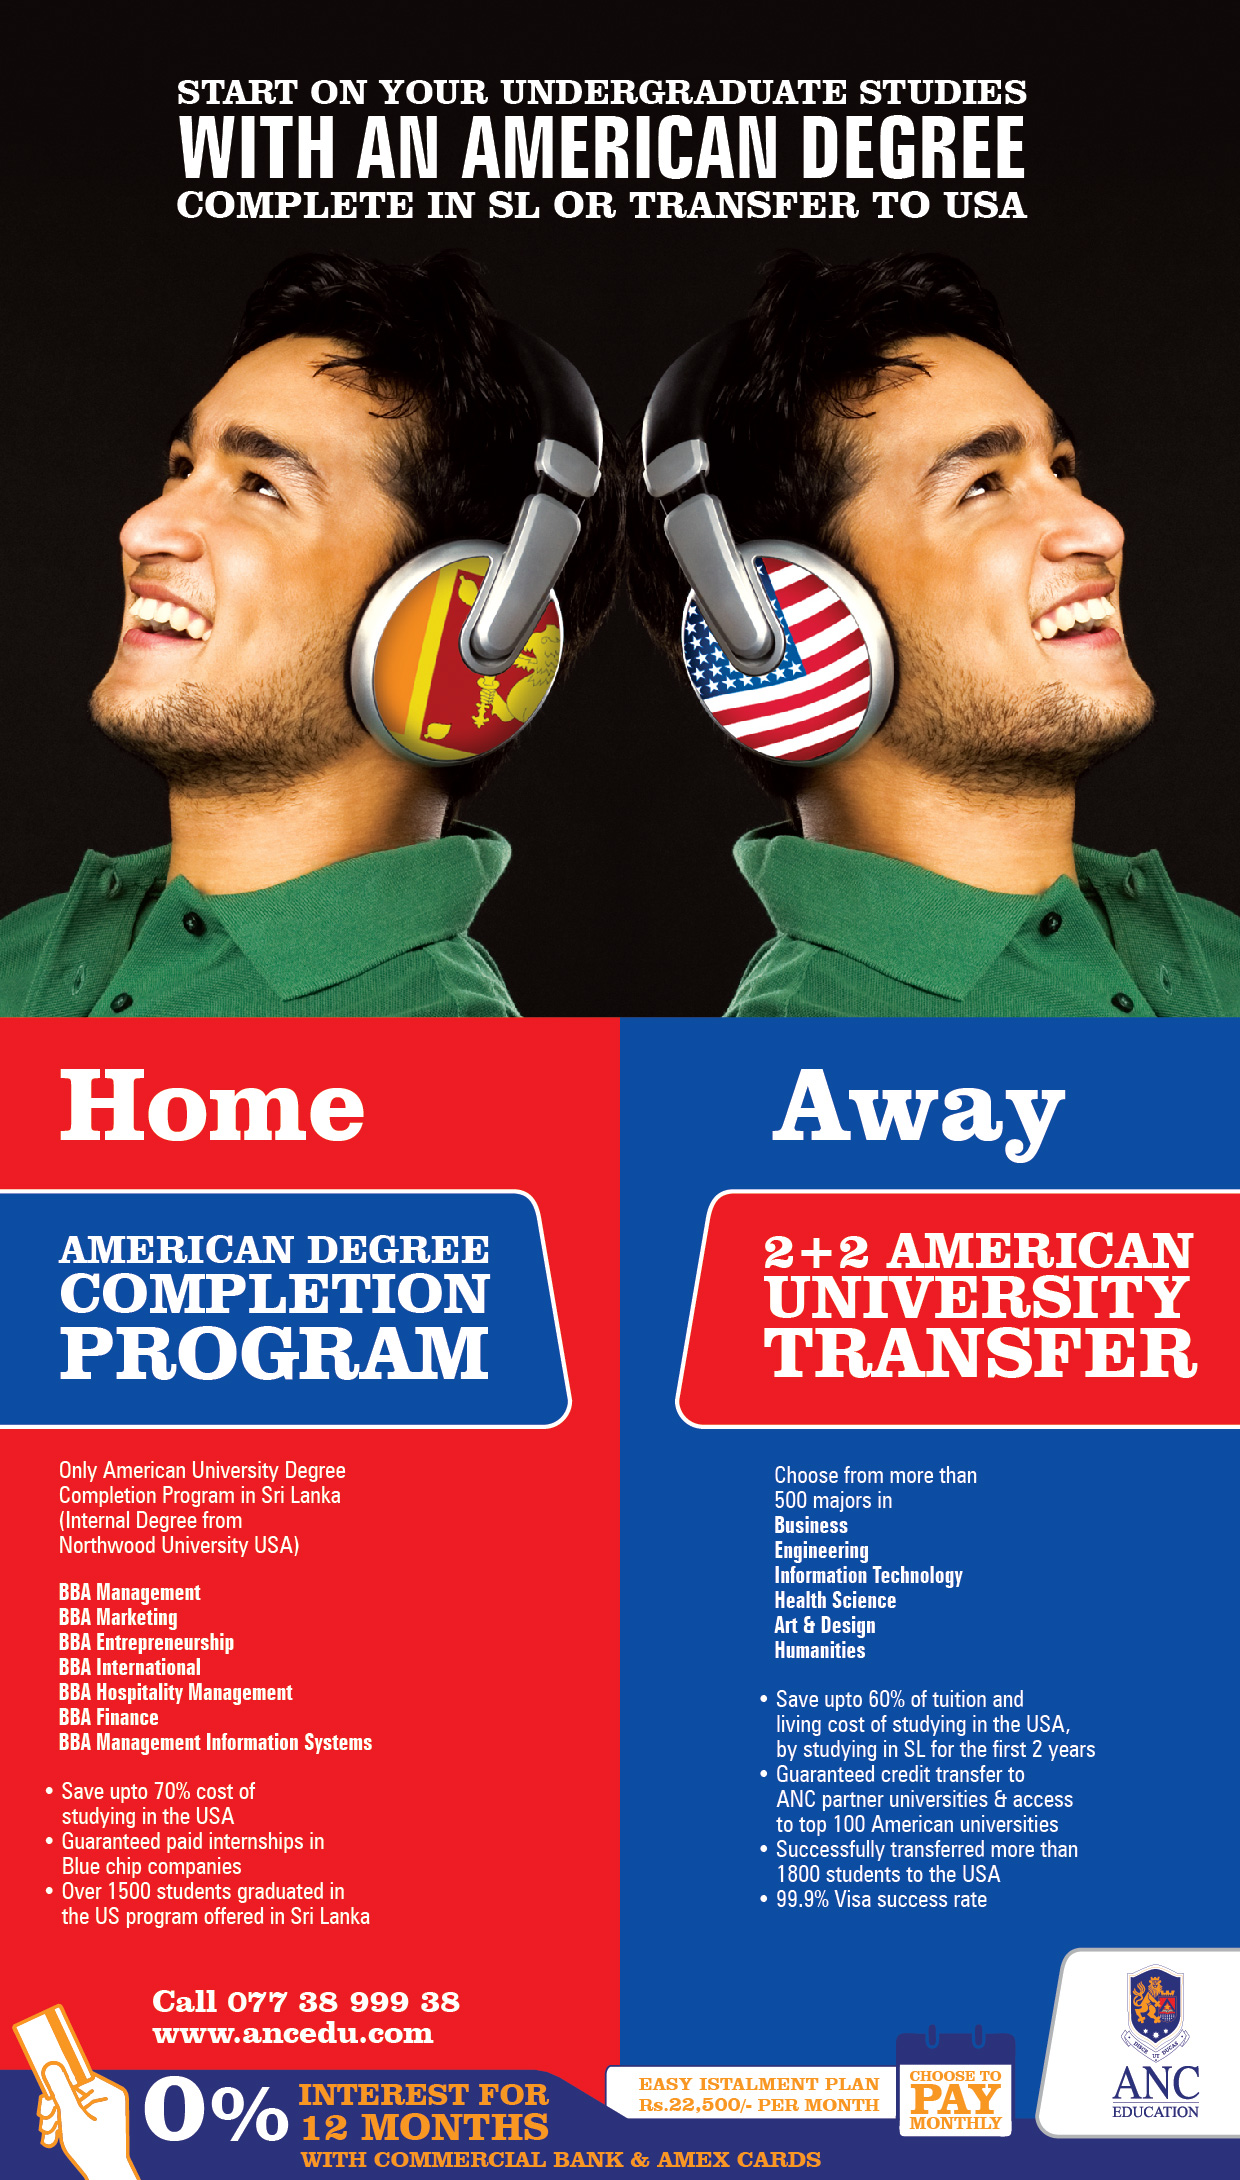 START ON YOUR UNDERGRADUATE STUDIES
WITH AN AMERICAN DEGREE
COMPLETE IN SL OR TRANSFER TO USA
Home
AMERICAN DEGREE
COMPLETION
PROGRAM
Only American University Degree
Completion Program in Sri Lanka
(Internal Degree from
Northwood University USA)
BBA Management
BBA Marketing
BBA Entrepreneurship
BBA International
BBA Hospitality Management
BBA Finance
BBA Management Information Systems
• Save upto 70% cost of
studying in the USA
• Guaranteed paid internships in
Blue chip companies
• Over 1500 students graduated in
the US program offered in Sri Lanka
Call 077 38 999 38
www.ancedu.com
Away
2+2 AMERICAN
UNIVERSITY
TRANSFER
Choose from more than
500 majors in
Business
Engineering
Information Technology
Health Science
Art & Design
Humanities
• Save upto 60% of tuition and
living cost of studying in the USA,
by studying in SL for the first 2 years
• Guaranteed credit transfer to
ANC partner universities & access
to top 100 American universities
• Successfully transferred more than
1800 students to the USA
• 99.9% Visa success rate
0% INTEREST FOR
12 MONTHS
WITH COMMERCIAL BANK & AMEX CARDS
EASY ISTALMENT PLAN
Rs.22,500/- PER MONTH
CHOOSE TO
PAY
MONTHLY
DISCE UT DUCAS
ANC
EDUCATION